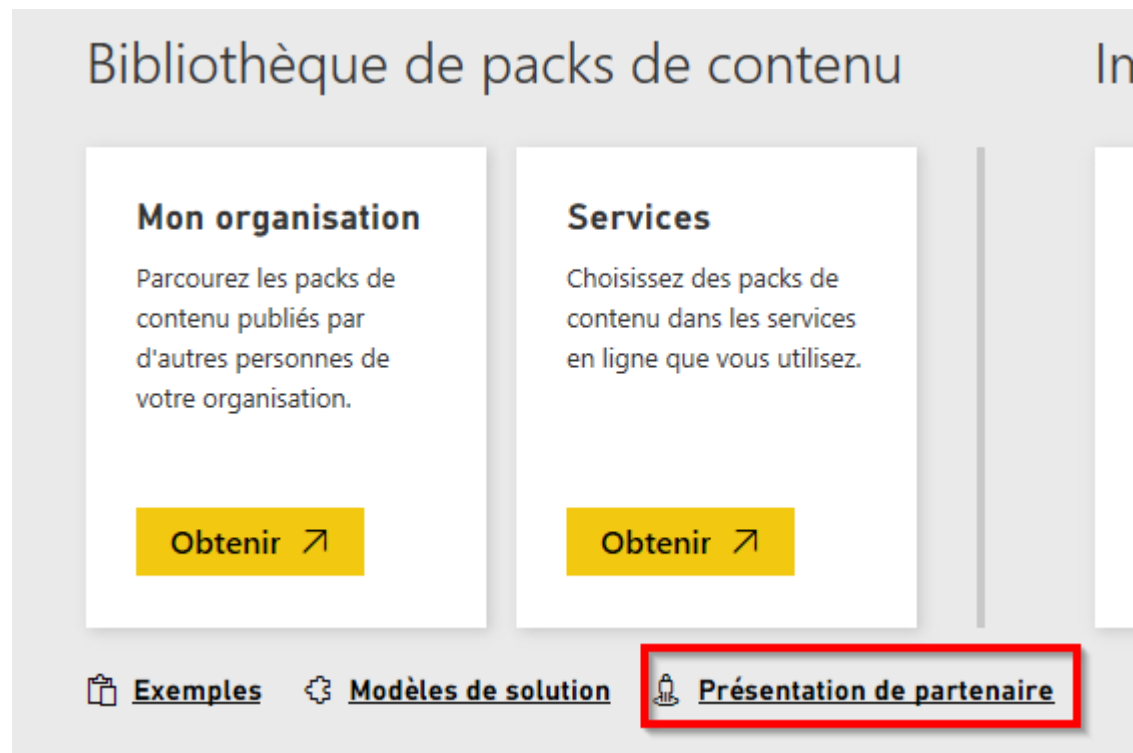 Bibliothèque de packs de contenu
Mon organisation
Parcourez les packs de
contenu publiés par
d'autres personnes de
votre organisation.
Obtenir
Services
Choisissez des packs de
contenu dans les services
en ligne que vous utilisez.
Obtenir
Exemples Modèles de solution Présentation de partenaire